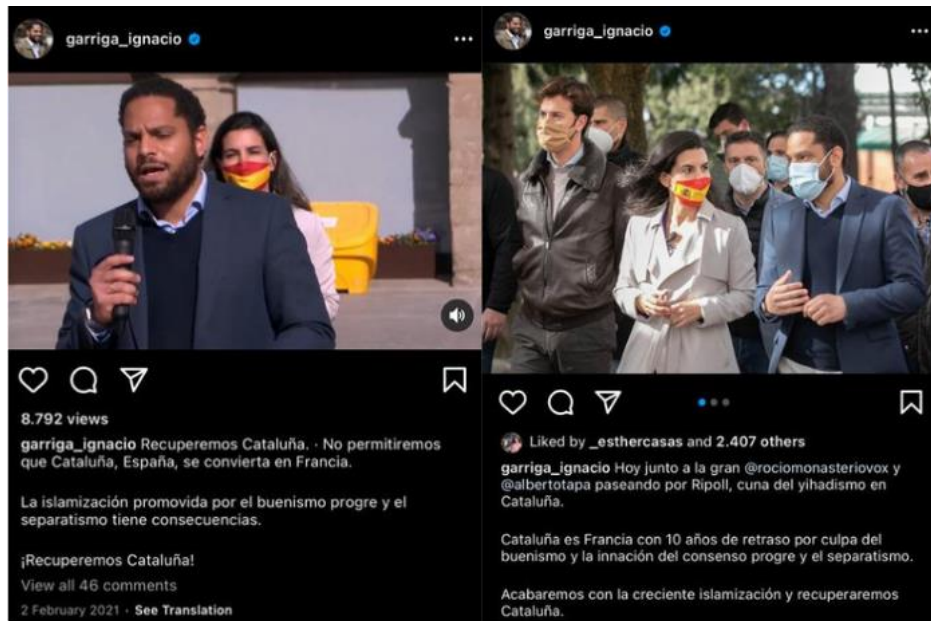 garriga_ignacio
8.792 views
garriga_ignacio Recuperemos Cataluña. · No permitiremos
que Cataluña, España, se convierta en Francia.
La islamización promovida por el buenismo progre y el
separatismo tiene consecuencias.
¡Recuperemos Cataluña!
View all 46 comments
2 February 2021 · See Translation
garriga_ignacio
Liked by _esthercasas and 2.407 others
garriga_ignacio Hoy junto a la gran @rociomonasteriovox y
@albertotapa paseando por Ripoll, cuna del yihadismo en
Cataluña.
Cataluña es Francia con 10 años de retraso por culpa del
buenismo y la innación del consenso progre y el separatismo.
Acabaremos con la creciente islamización y recuperaremos
Cataluña.